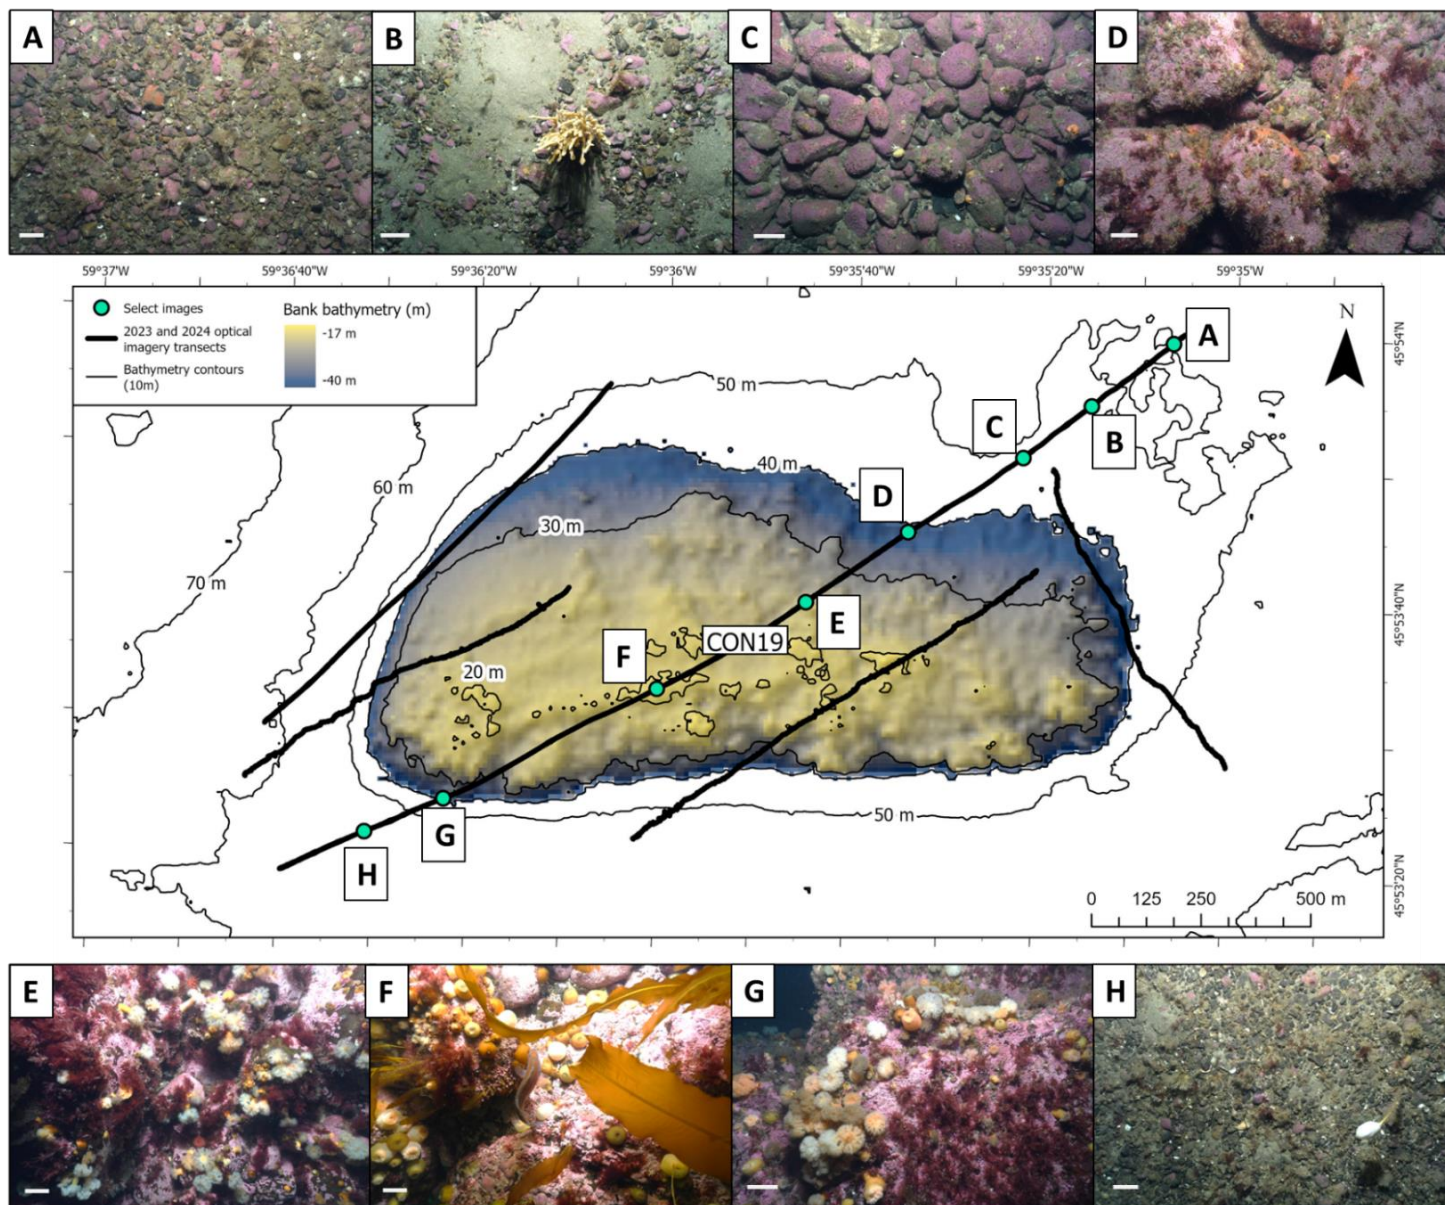 A
B
C
D
59°37'W
59°36'40"W
59°36'20"W
59°36'W
59°35'40"W
59°35'20"W
59°35'W
Select images
2023 and 2024 optical
imagery transects
Bathymetry contours
(10m)
Bank bathymetry (m)
-17 m
-40 m
N
45°54'N
45°53'40"N
45°53'20"N
50 m
A
B
C
40 m
60 m
D
30 m
70 m
E
CON19
F
20 m
50 m
G
H
0 125 250 500 m
E
F
G
H